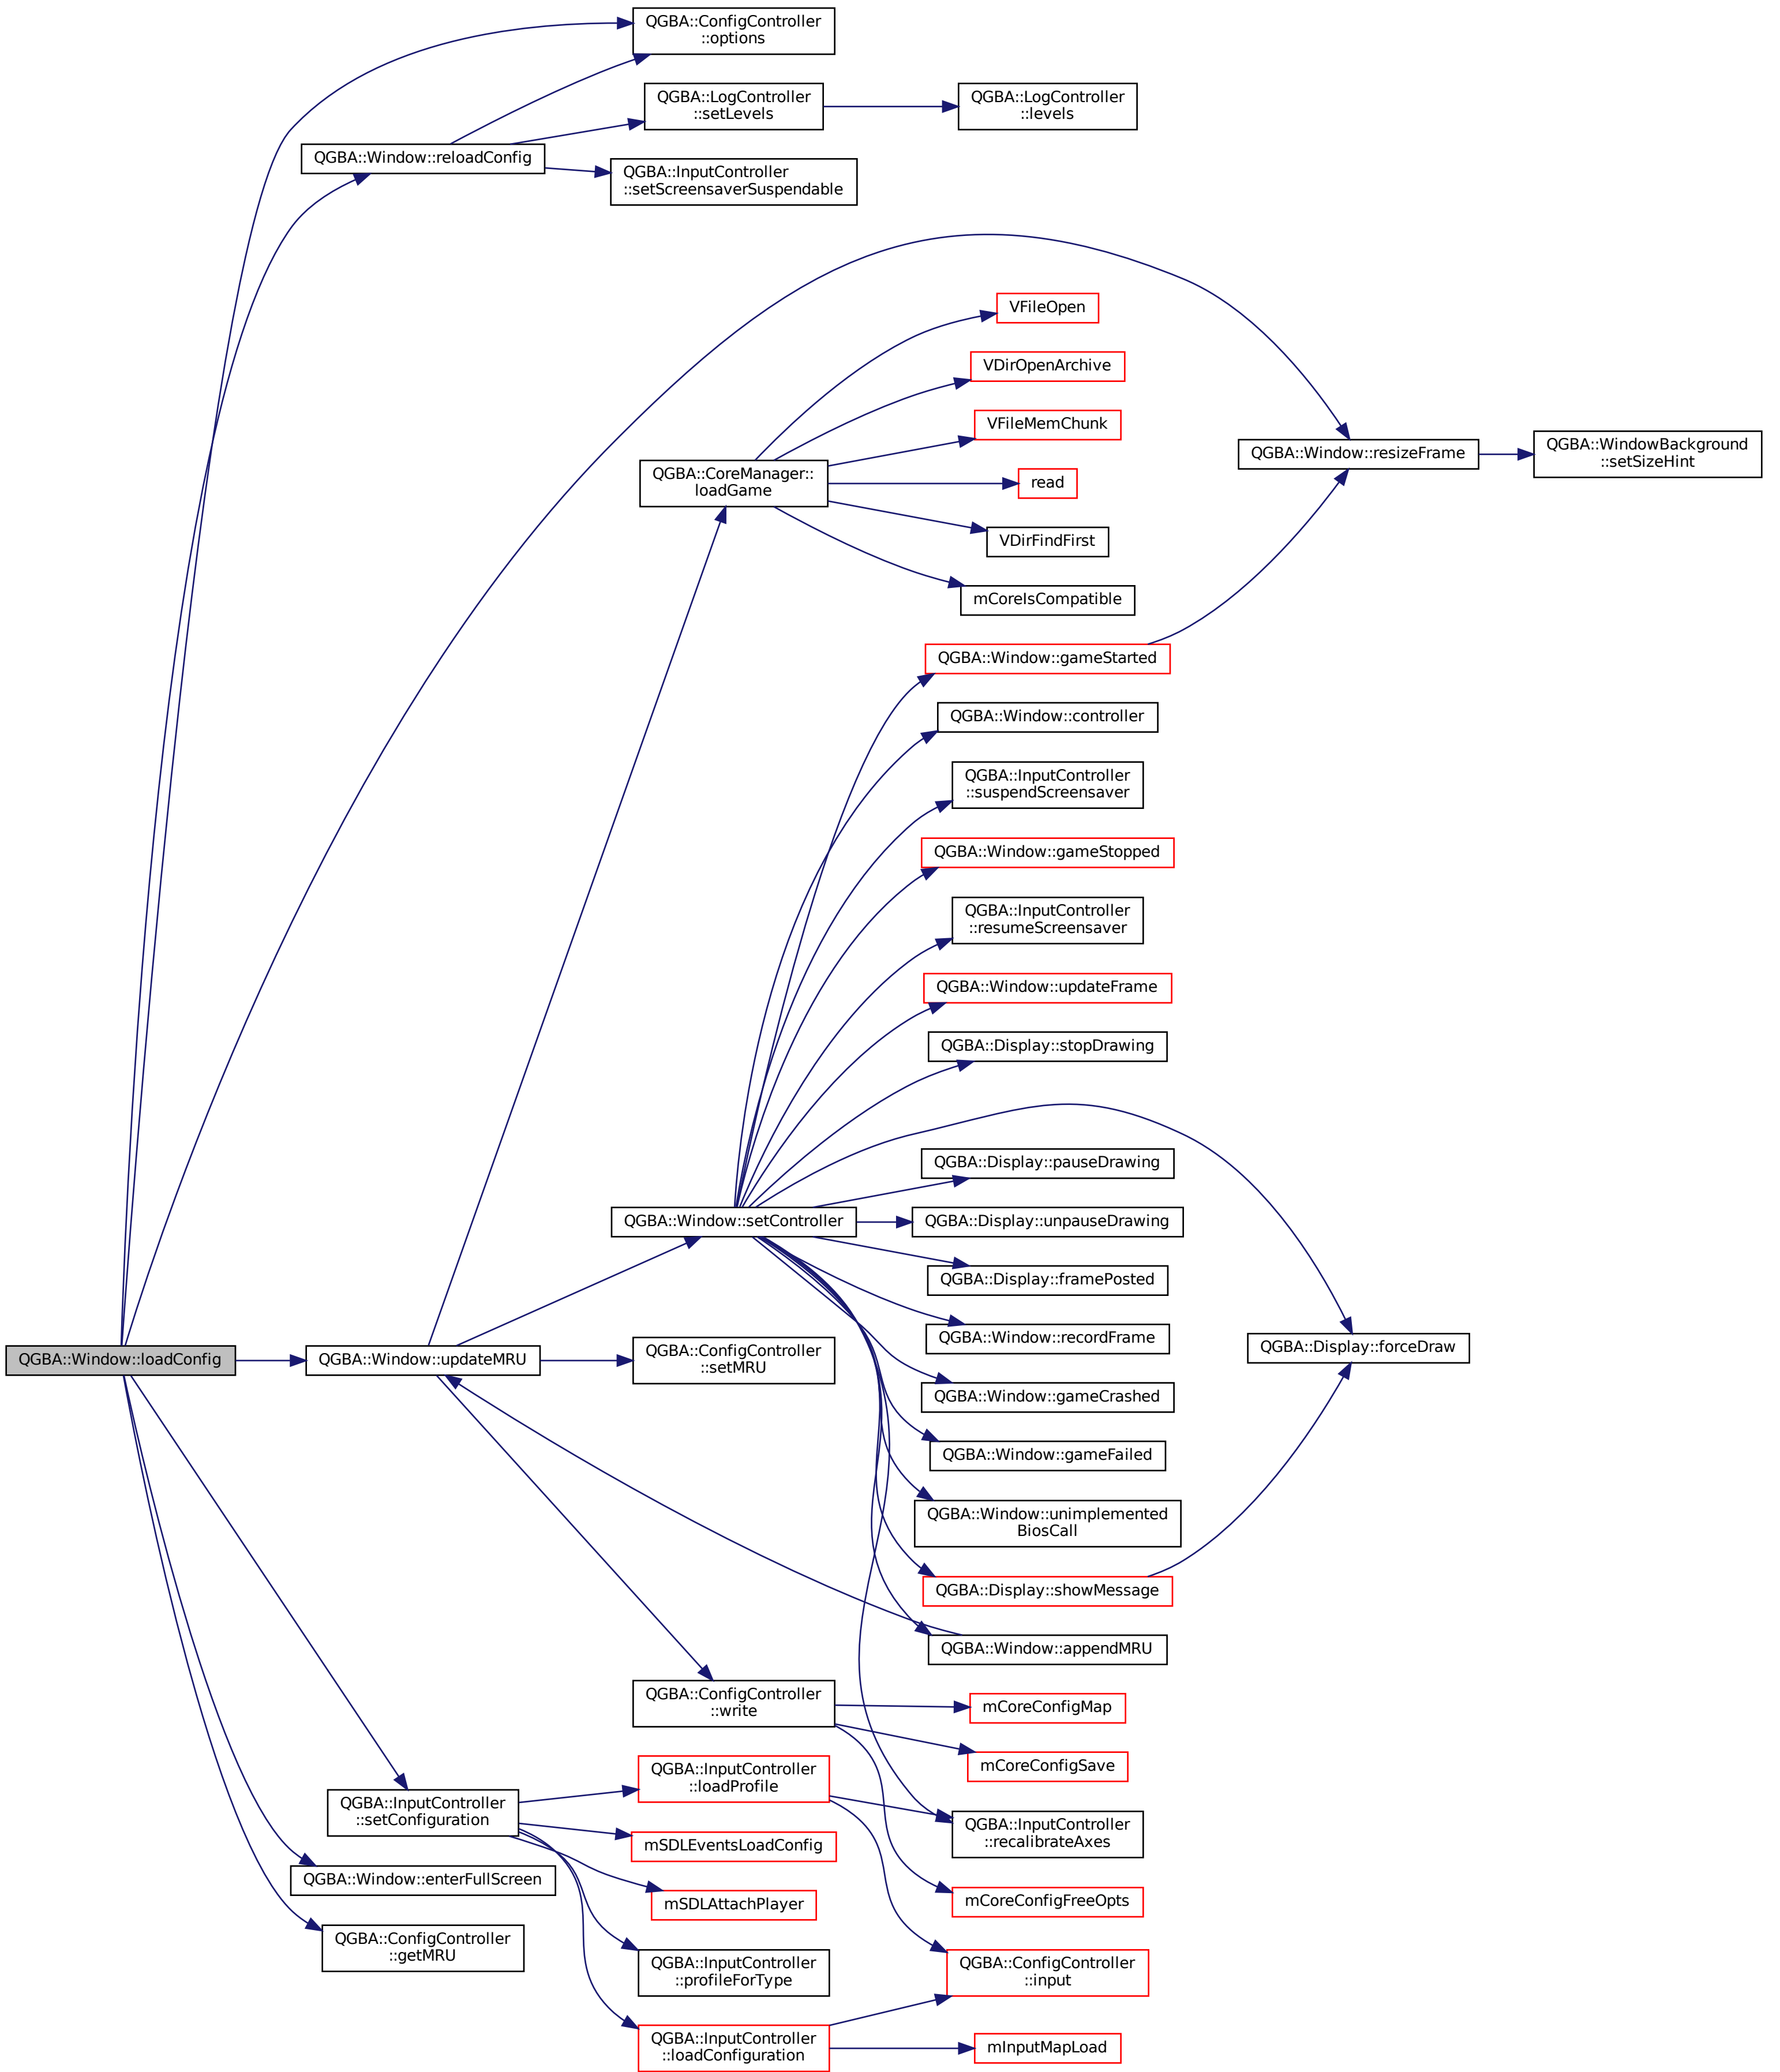 QGBA::ConfigController
::options
QGBA::LogController
::setLevels
QGBA::LogController
::levels
QGBA::Window::reloadConfig
QGBA::InputController
::setScreensaverSuspendable
VFileOpen
VDirOpenArchive
VFileMemChunk
QGBA::Window::resizeFrame
QGBA::WindowBackground
::setSizeHint
QGBA::CoreManager::
loadGame
read
VDirFindFirst
mCoreIsCompatible
QGBA::Window::gameStarted
QGBA::Window::controller
QGBA::InputController
::suspendScreensaver
QGBA::Window::gameStopped
QGBA::InputController
::resumeScreensaver
QGBA::Window::updateFrame
QGBA::Display::stopDrawing
QGBA::Display::pauseDrawing
QGBA::Window::setController
QGBA::Display::unpauseDrawing
QGBA::Display::framePosted
QGBA::Window::recordFrame
QGBA::Display::forceDraw
QGBA::Window::loadConfig
QGBA::Window::updateMRU
QGBA::ConfigController
::setMRU
QGBA::Window::gameCrashed
QGBA::Window::gameFailed
QGBA::Window::unimplemented
BiosCall
QGBA::Display::showMessage
QGBA::Window::appendMRU
QGBA::ConfigController
::write
mCoreConfigMap
mCoreConfigSave
QGBA::InputController
::loadProfile
QGBA::InputController
::setConfiguration
QGBA::InputController
::recalibrateAxes
mSDLEventsLoadConfig
QGBA::Window::enterFullScreen
mSDLAttachPlayer
mCoreConfigFreeOpts
QGBA::ConfigController
::getMRU
QGBA::InputController
::profileForType
QGBA::ConfigController
::input
QGBA::InputController
::loadConfiguration
mInputMapLoad